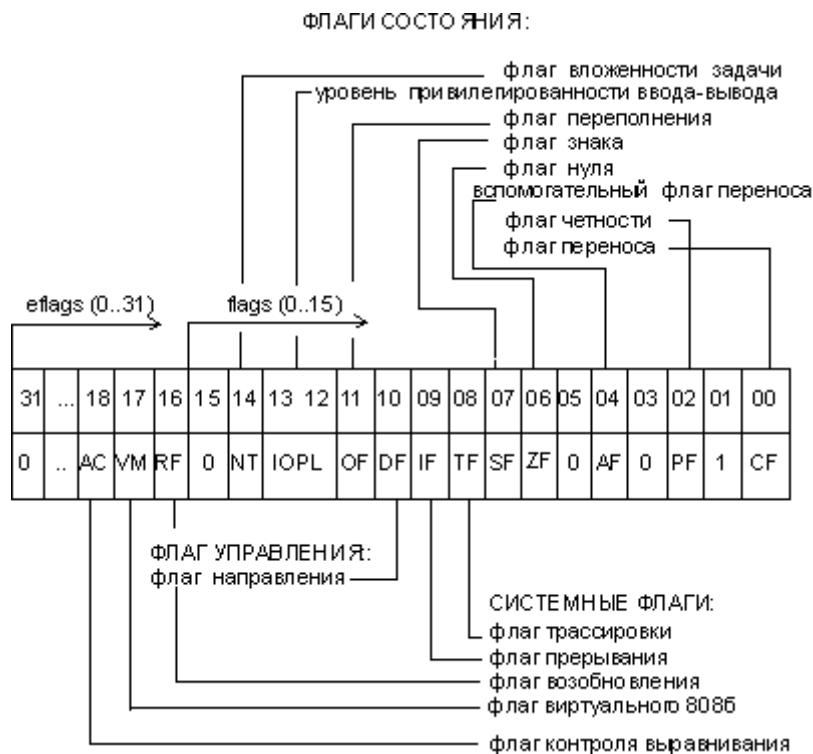 ФЛАГИ СОСТОЯНИЯ:
флаг вложенности задачи
уровень привилегированности ввода-вывода
флаг переполнения
флаг знака
флаг нуля
вспомогательный флаг переноса
флаг четности
флаг переноса
eflags (0..31) flags (0..15)
31 ... 18 17 16 15 14 13 12 11 10 09 08 07 06 05 04 03 02 01 00
0 .. AC VM RF 0 NT IOPL OF DF IF TF SF ZF 0 AF 0 PF 1 CF
ФЛАГ УПРАВЛЕНИЯ:
флаг направления
СИСТЕМНЫЕ ФЛАГИ:
флаг трассировки
флаг прерывания
флаг возобновления
флаг виртуального 8086
флаг контроля выравнивания